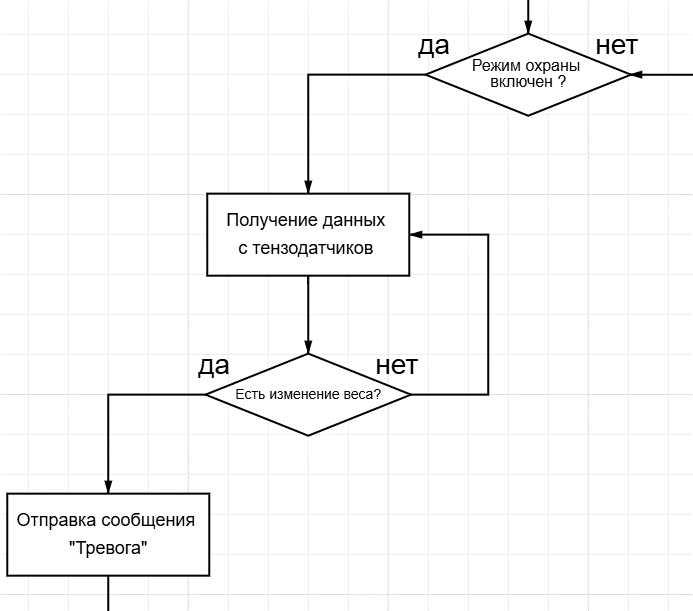 да
нет
Режим охраны
включен ?
Получение данных
с тензодатчиков
да
нет
Есть изменение веса?
Отправка сообщения
"Тревога"